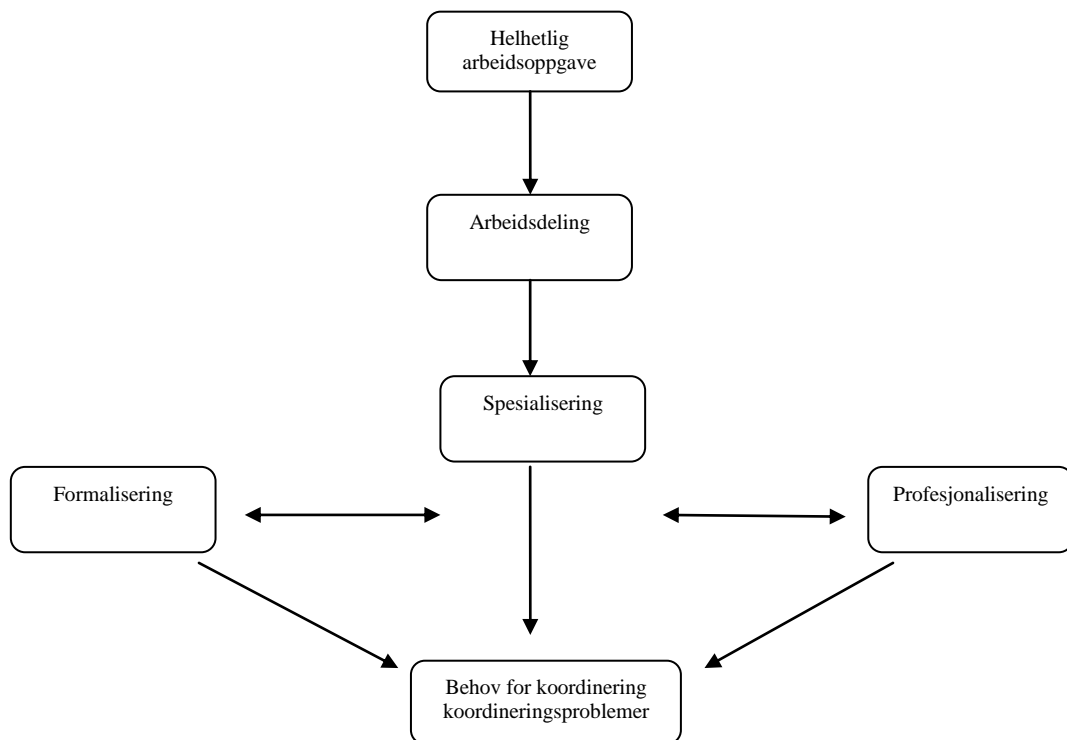 Helhetlig
arbeidsoppgave
Arbeidsdeling
Spesialisering
Formalisering
Profesjonalisering
Behov for koordinering
koordineringsproblemer